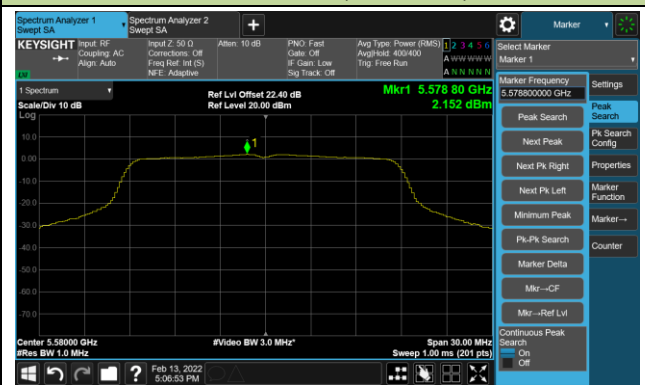 Spectrum Analyzer 1
Swept SA
Spectrum Analyzer 2
Swept SA
+
Marker
KEYSIGHT
Input: RF
Coupling: AC
Align: Auto
Input Z: 50 Ω
Corrections: Off
Freq Ref: Int (S)
NFE: Adaptive
Atten: 10 dB
PNO: Fast
Gate: Off
IF Gain: Low
Sig Track: Off
Avg Type: Power (RMS)
Avg|Hold: 400/400
Trig: Free Run
1 2 3 4 5 6
A W W W W W
A N N N N N
Select Marker
Marker 1
1 Spectrum
Scale/Div 10 dB
Log
Ref Lvl Offset 22.40 dB
Ref Level 20.00 dBm
Mkr1 5.578 80 GHz
2.152 dBm
10.0
0.00
-10.0
-20.0
-30.0
-40.0
-50.0
-60.0
-70.0
1
Center 5.58000 GHz
#Res BW 1.0 MHz
#Video BW 3.0 MHz*
Span 30.00 MHz
Sweep 1.00 ms (201 pts)
Marker Frequency
5.578800000 GHz
Peak Search
Next Peak
Next Pk Right
Next Pk Left
Minimum Peak
Pk-Pk Search
Marker Delta
Mkr→CF
Mkr→Ref Lvl
Continuous Peak
Search
On
Off
Settings
Peak
Search
Pk Search
Config
Properties
Marker
Function
Marker→
Counter
?
Feb 13, 2022
5:06:53 PM